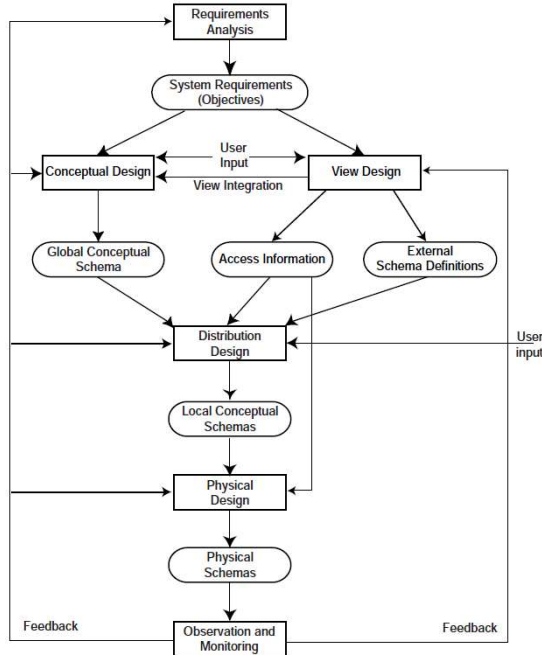 Requirements
Analysis
System Requirements
(Objectives)
User
Input
Conceptual Design
View Integration
View Design
Global Conceptual
Schema
Access Information
External
Schema Definitions
Distribution
Design
User
input
Local Conceptual
Schemas
Physical
Design
Physical
Schemas
Feedback
Observation and
Monitoring
Feedback